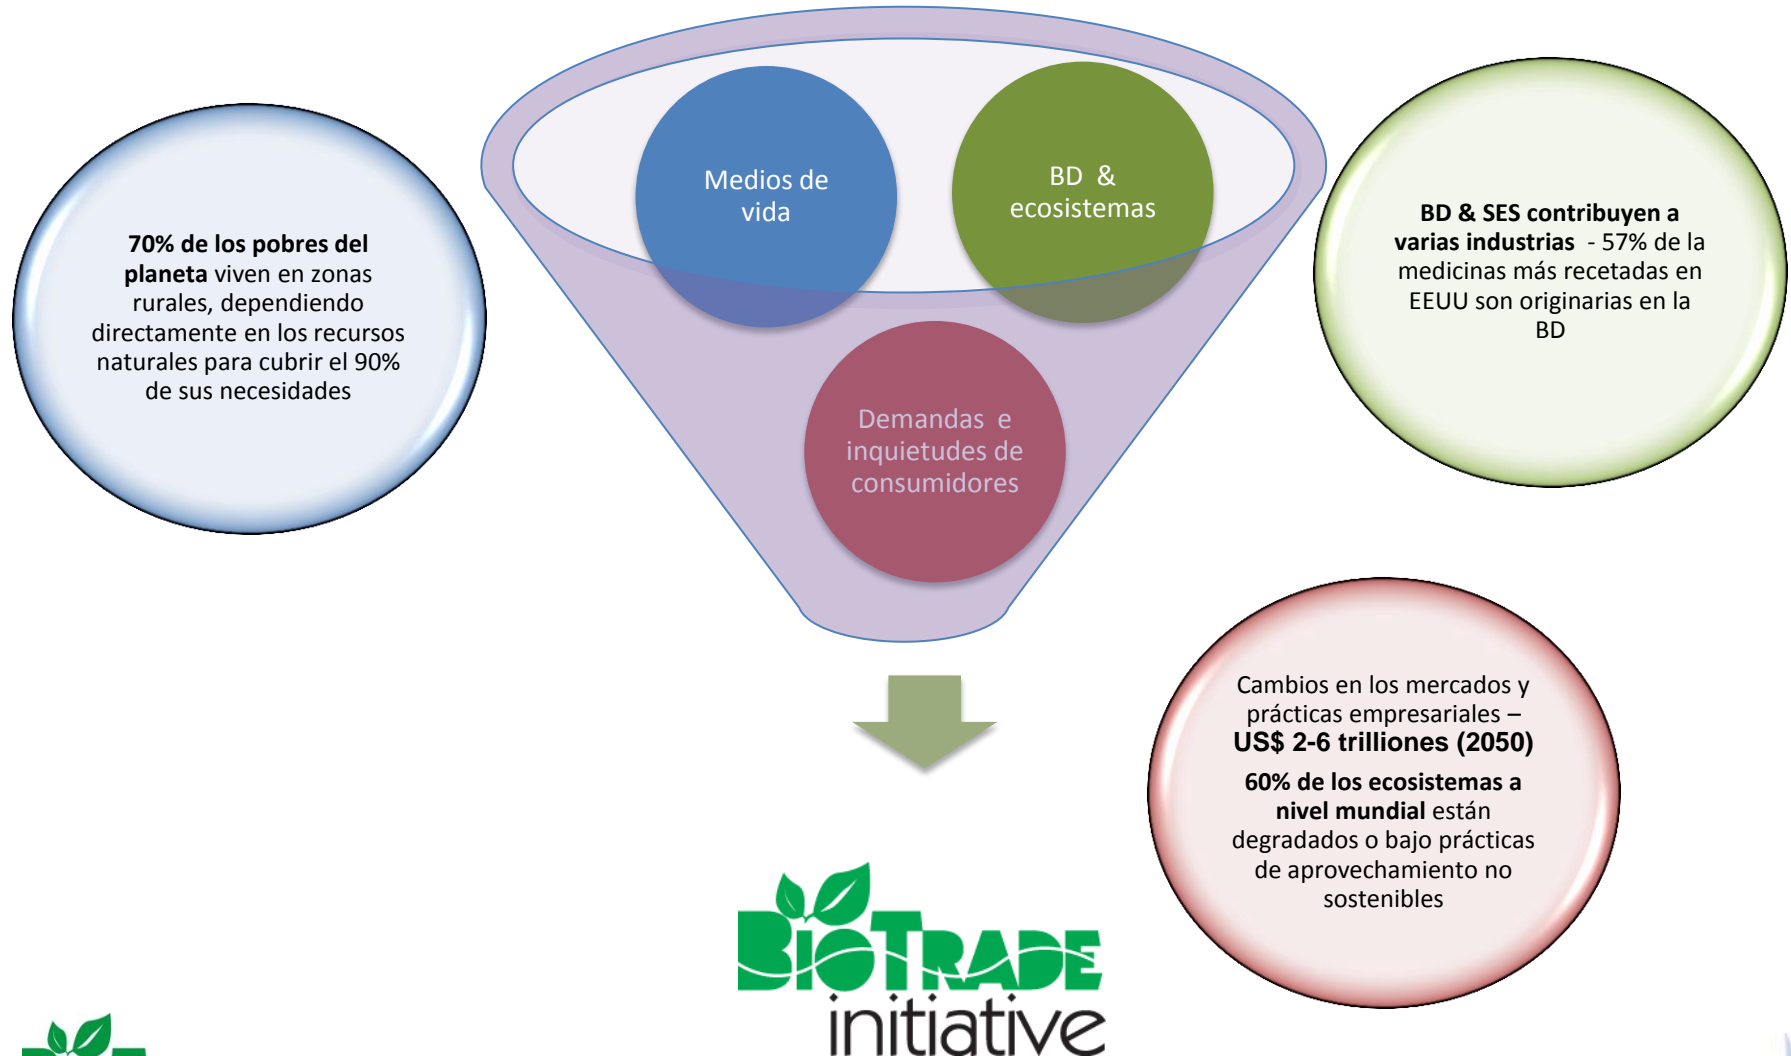 Medios de
vida
BD & 
ecosistemas
Demandas e
inquietudes de
consumidores
70% de los pobres del
planeta viven en zonas
rurales, dependiendo
directamente en los recursos
naturales para cubrir el 90%
de sus necesidades
BD & SES contribuyen a
varias industrias - 57% de la
medicinas más recetadas en
EEUU son originarias en la
BD
Cambios en los mercados y
prácticas empresariales –
US$ 2-6 trilliones (2050)
60% de los ecosistemas a
nivel mundial están
degradados o bajo prácticas
de aprovechamiento no
sostenibles
BIOTRADE
initiative